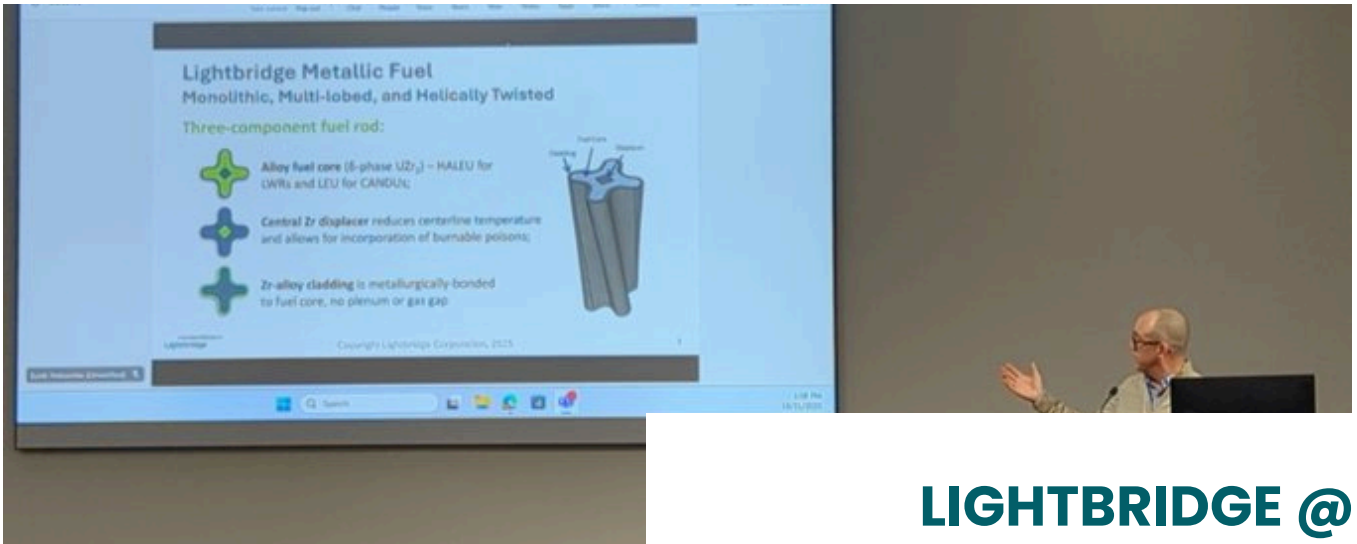 Lightbridge Metallic Fuel
Monolithic, Multi-lobed, and Helically Twisted
Three-component fuel rod:
Alloy fuel core (δ-phase UZr₂) – HALEU for
LWRs and LEU for CANDUs;
Central Zr displacer reduces centerline temperature
and allows for incorporation of burnable poisons;
Zr-alloy cladding is metallurgically-bonded
to fuel core, no plenum or gas gap
Fuel Core
Cladding
Displacer
Lightbridge
Copyright Lightbridge Corporation, 2025
Search
LIGHTBRIDGE @